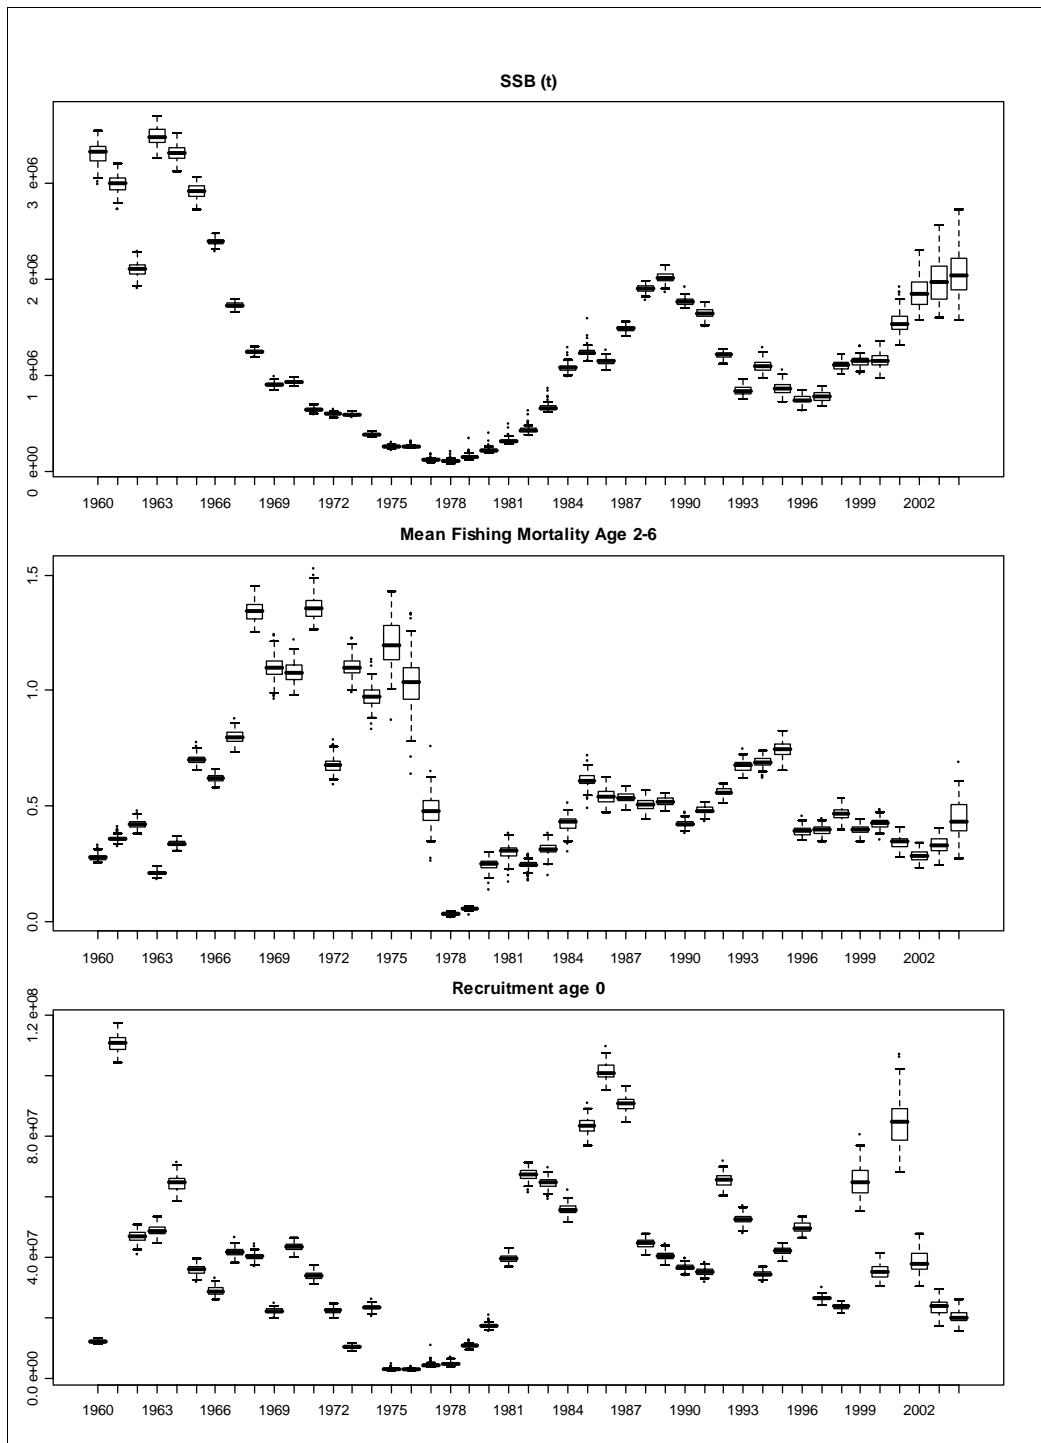 SSB (t)
3 e+06
2 e+06
1 e+06
0 e+00
1960 1963 1966 1969 1972 1975 1978 1981 1984 1987 1990 1993 1996 1999 2002
Mean Fishing Mortality Age 2-6
1.5
1.0
0.5
0.0
1960 1963 1966 1969 1972 1975 1978 1981 1984 1987 1990 1993 1996 1999 2002
Recruitment age 0
1.2 e+08
8.0 e+07
4.0 e+07
0.0 e+00
1960 1963 1966 1969 1972 1975 1978 1981 1984 1987 1990 1993 1996 1999 2002